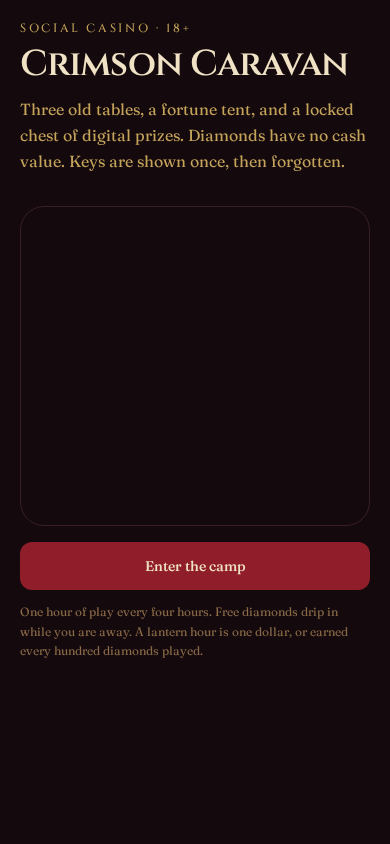 SOCIAL CASINO · 18+
CRIMSON CARAVAN
Three old tables, a fortune tent, and a locked
chest of digital prizes. Diamonds have no cash
value. Keys are shown once, then forgotten.
Enter the camp
One hour of play every four hours. Free diamonds drip in
while you are away. A lantern hour is one dollar, or earned
every hundred diamonds played.